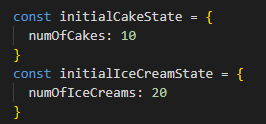 const initialCakeState = {
  numOfCakes: 10
}
const initialIceCreamState = {
  numOfIceCreams: 20
}